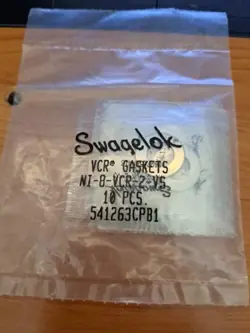 Swagelok
VCR® GASKETS
NI-8-VCR-2-VS
10 PCS.
541263CPB1